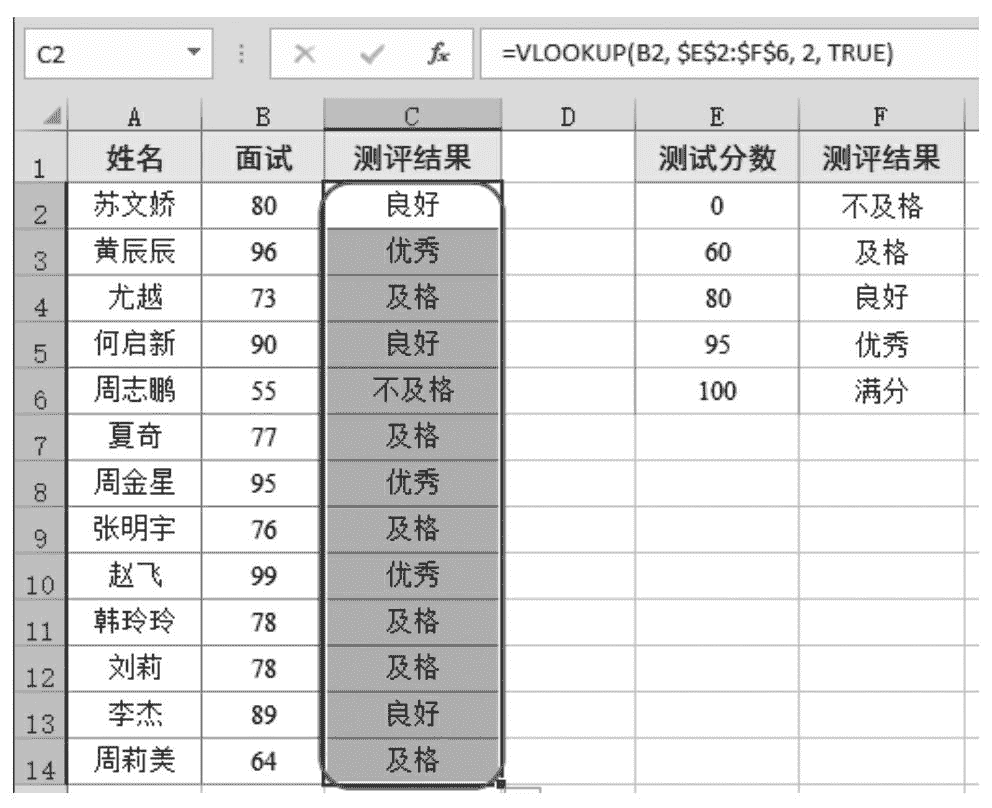 C2 fx =VLOOKUP(B2, $E$2:$F$6, 2, TRUE)
A B C D E F
1 姓名 面试 测评结果 测试分数 测评结果
2 苏文娇 80 良好 0 不及格
3 黄辰辰 96 优秀 60 及格
4 尤越 73 及格 80 良好
5 何启新 90 良好 95 优秀
6 周志鹏 55 不及格 100 满分
7 夏奇 77 及格
8 周金星 95 优秀
9 张明宇 76 及格
10 赵飞 99 优秀
11 韩玲玲 78 及格
12 刘莉 78 及格
13 李杰 89 良好
14 周莉美 64 及格